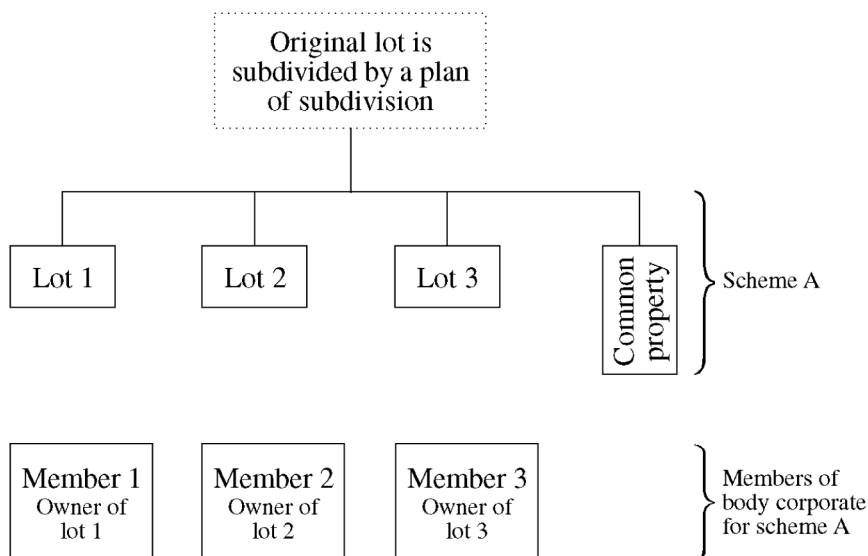 Original lot is
subdivided by a plan
of subdivision
Lot 1
Lot 2
Lot 3
Common
property
Scheme A
Member 1
Owner of
lot 1
Member 2
Owner of
lot 2
Member 3
Owner of
lot 3
Members of
body corporate
for scheme A